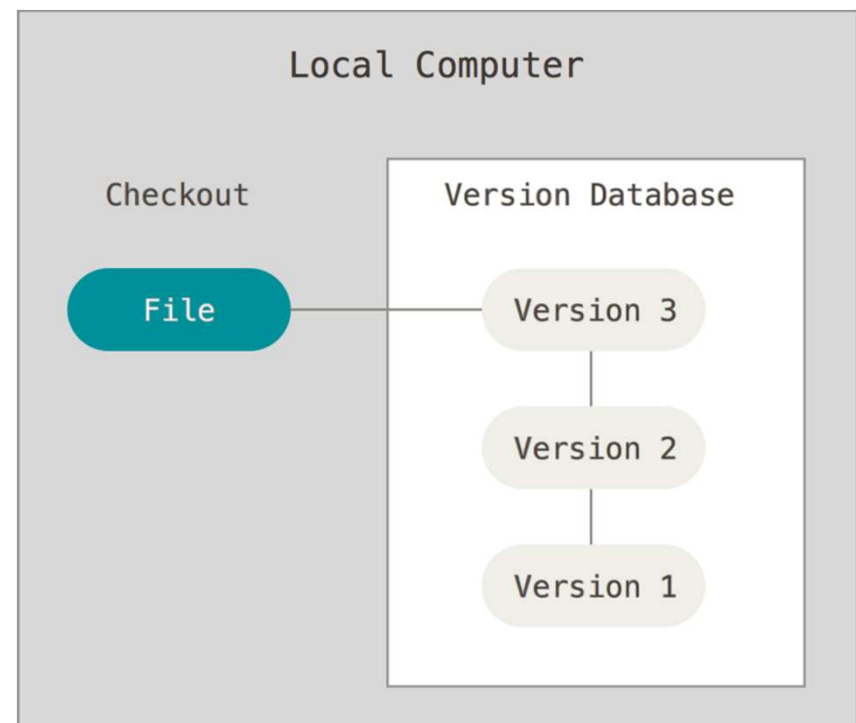 Local Computer
Checkout
Version Database
File
Version 3
Version 2
Version 1